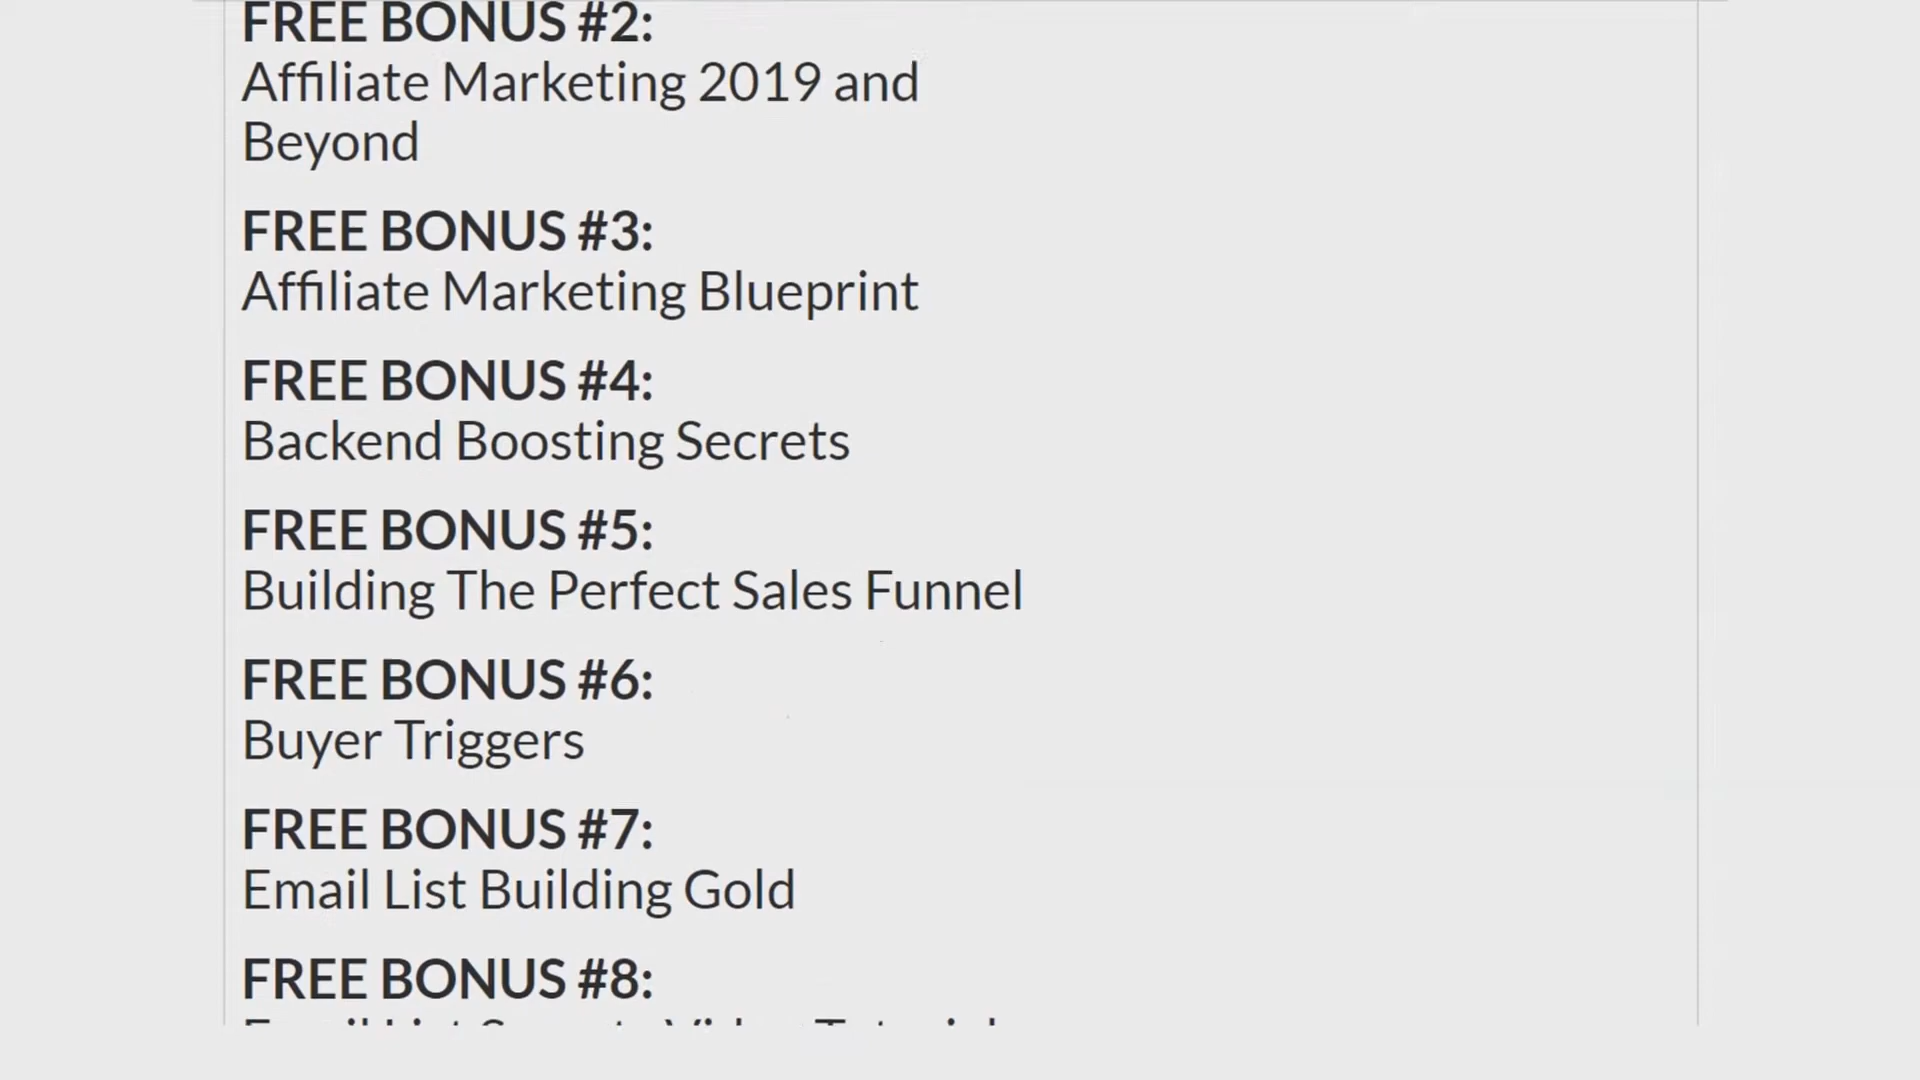 FREE BONUS #2:
Affiliate Marketing 2019 and
Beyond
FREE BONUS #3:
Affiliate Marketing Blueprint
FREE BONUS #4:
Backend Boosting Secrets
FREE BONUS #5:
Building The Perfect Sales Funnel
FREE BONUS #6:
Buyer Triggers
FREE BONUS #7:
Email List Building Gold
FREE BONUS #8: